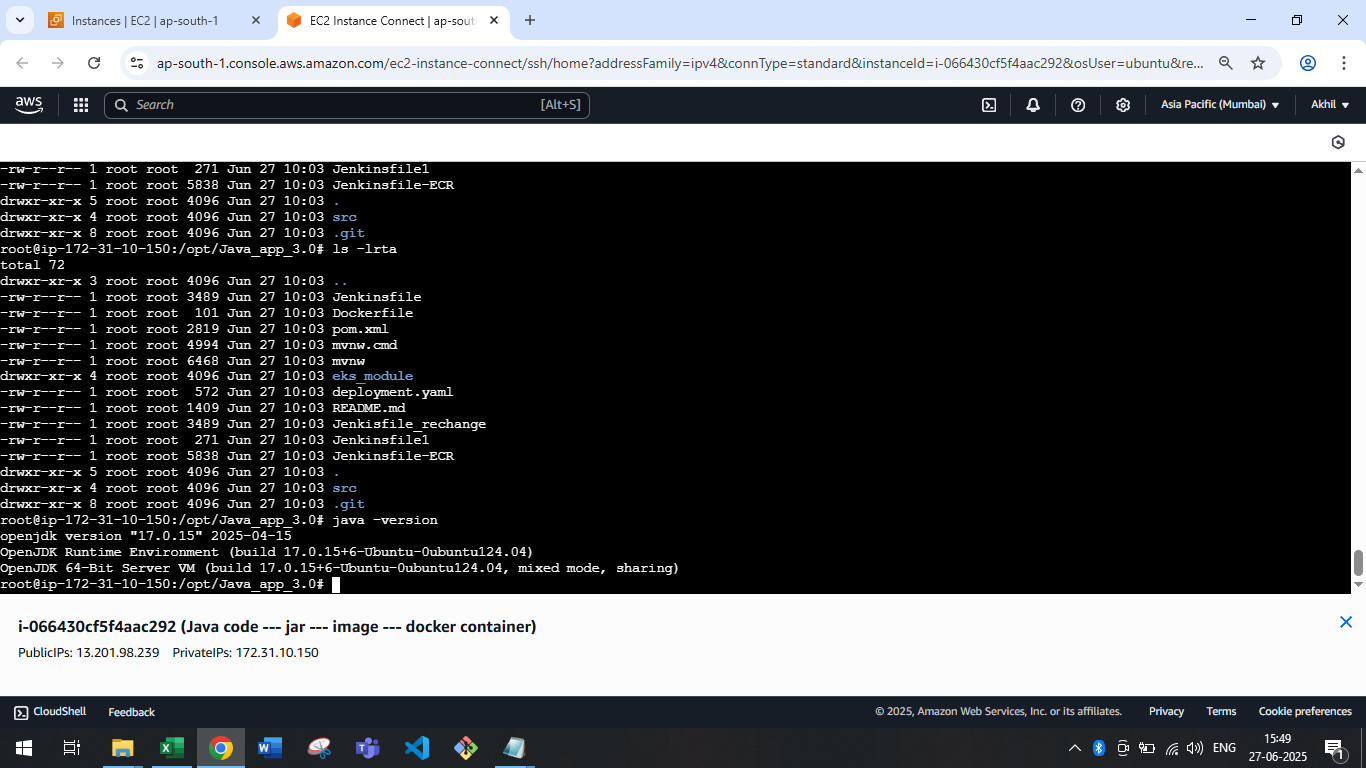 Instances | EC2 | ap-south-1
EC2 Instance Connect | ap-sout
ap-south-1.console.aws.amazon.com/ec2-instance-connect/ssh/home?addressFamily=ipv4&connType=standard&instanceId=i-066430cf5f4aac292&osUser=ubuntu&re...
aws Search [Alt+S] Asia Pacific (Mumbai) Akhil
-rw-r--r-- 1 root root  271 Jun 27 10:03 Jenkinsfile1
-rw-r--r-- 1 root root 5838 Jun 27 10:03 Jenkinsfile-ECR
drwxr-xr-x 5 root root 4096 Jun 27 10:03 .
drwxr-xr-x 4 root root 4096 Jun 27 10:03 src
drwxr-xr-x 8 root root 4096 Jun 27 10:03 .git
root@ip-172-31-10-150:/opt/Java_app_3.0# ls -lrta
total 72
drwxr-xr-x 3 root root 4096 Jun 27 10:03 ..
-rw-r--r-- 1 root root 3489 Jun 27 10:03 Jenkinsfile
-rw-r--r-- 1 root root  101 Jun 27 10:03 Dockerfile
-rw-r--r-- 1 root root 2819 Jun 27 10:03 pom.xml
-rw-r--r-- 1 root root 4994 Jun 27 10:03 mvnw.cmd
-rw-r--r-- 1 root root 6468 Jun 27 10:03 mvnw
drwxr-xr-x 4 root root 4096 Jun 27 10:03 eks_module
-rw-r--r-- 1 root root  572 Jun 27 10:03 deployment.yaml
-rw-r--r-- 1 root root 1409 Jun 27 10:03 README.md
-rw-r--r-- 1 root root 3489 Jun 27 10:03 Jenkisfile_rechange
-rw-r--r-- 1 root root  271 Jun 27 10:03 Jenkinsfile1
-rw-r--r-- 1 root root 5838 Jun 27 10:03 Jenkinsfile-ECR
drwxr-xr-x 5 root root 4096 Jun 27 10:03 .
drwxr-xr-x 4 root root 4096 Jun 27 10:03 src
drwxr-xr-x 8 root root 4096 Jun 27 10:03 .git
root@ip-172-31-10-150:/opt/Java_app_3.0# java -version
openjdk version "17.0.15" 2025-04-15
OpenJDK Runtime Environment (build 17.0.15+6-Ubuntu-0ubuntu124.04)
OpenJDK 64-Bit Server VM (build 17.0.15+6-Ubuntu-0ubuntu124.04, mixed mode, sharing)
root@ip-172-31-10-150:/opt/Java_app_3.0#
i-066430cf5f4aac292 (Java code --- jar --- image --- docker container)
PublicIPs: 13.201.98.239 PrivateIPs: 172.31.10.150
CloudShell Feedback © 2025, Amazon Web Services, Inc. or its affiliates. Privacy Terms Cookie preferences
ENG 15:49
27-06-2025
1